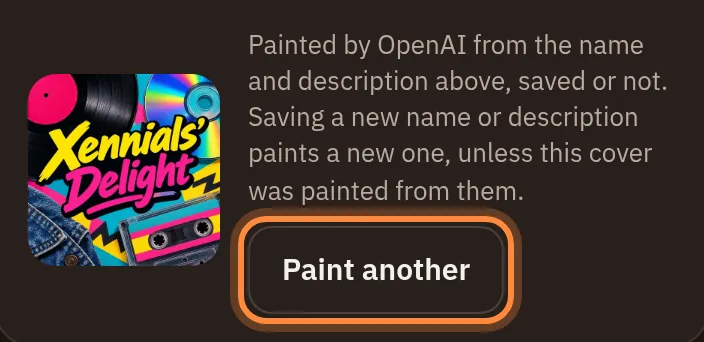 Painted by OpenAI from the name
and description above, saved or not.
Saving a new name or description
paints a new one, unless this cover
was painted from them.
Xennials'
Delight
Paint another